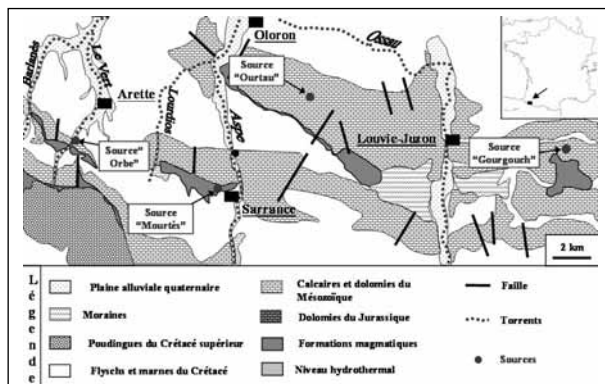 Oloron
Ossau
Barlanès
Le Vert
Source
"Ourtau"
Arette
Lourdios
Aspe
Louvie-Juzon
Source
"Gourgouch"
Source"
Orbe"
Source
"Mourtès"
Sarrance
2 km
Légende
Plaine alluviale quaternaire
Calcaires et dolomies du
Mésozoïque
Faille
Moraines
Dolomies du Jurassique
Torrents
Poudingues du Crétacé supérieur
Formations magmatiques
Sources
Flyschs et marnes du Crétacé
Niveau hydrothermal